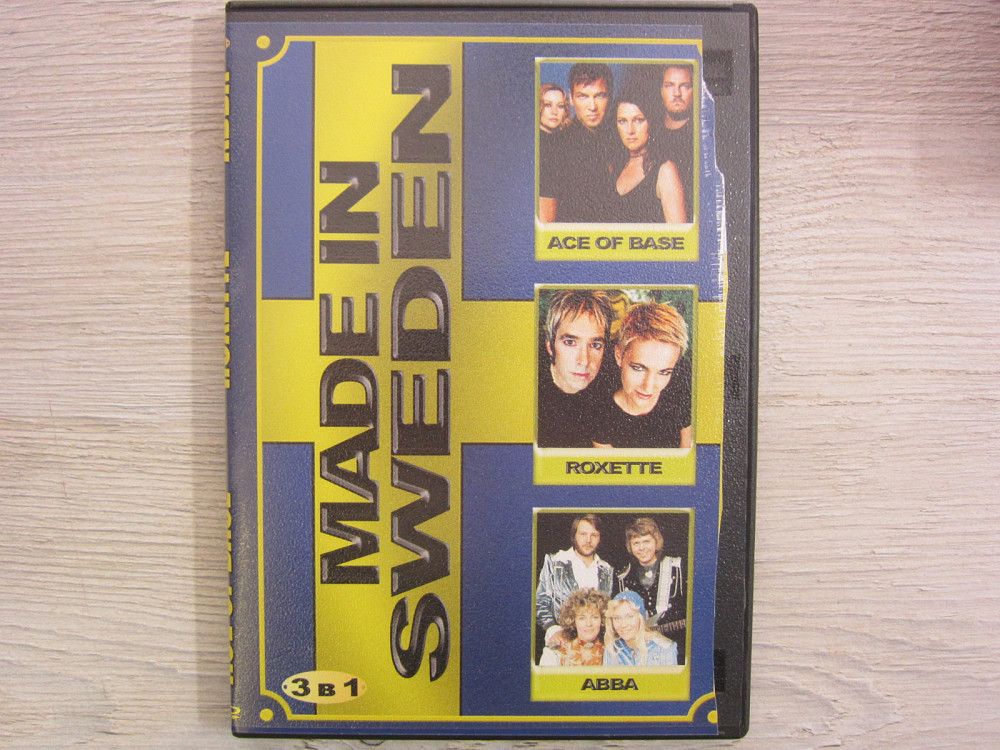 MADE IN
SWEDEN
ACE OF BASE
ROXETTE
ABBA
3 В 1